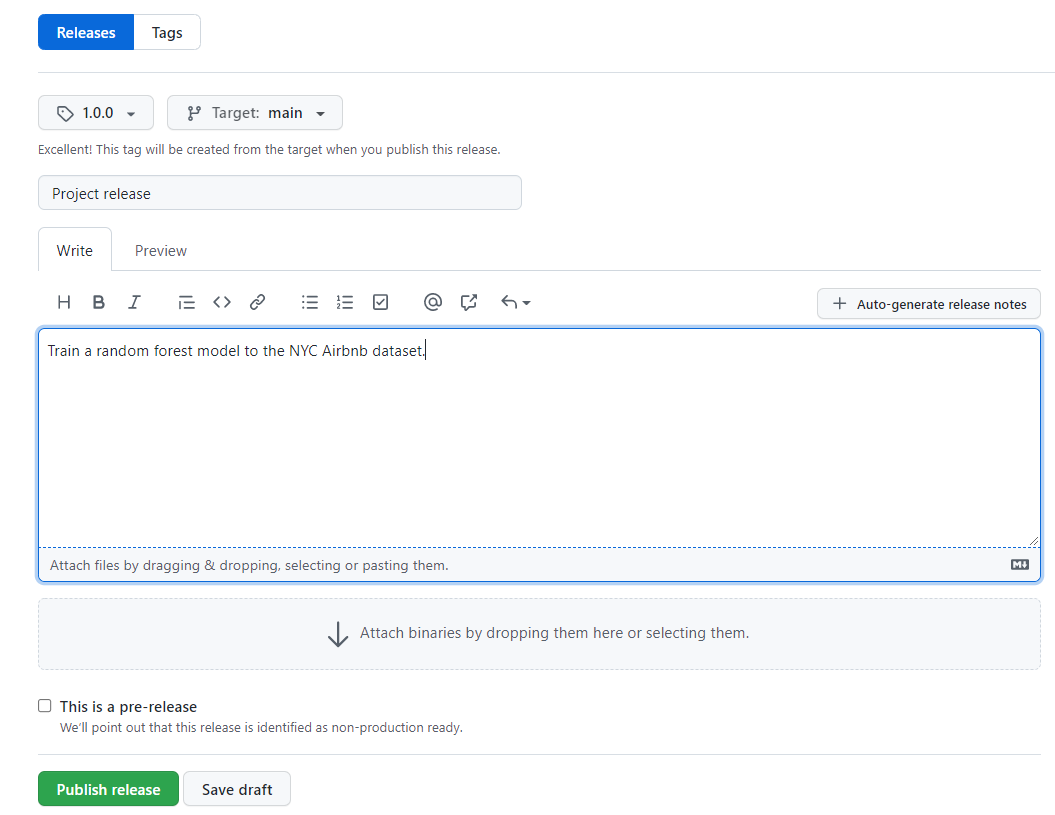 Releases Tags
1.0.0 Target: main
Excellent! This tag will be created from the target when you publish this release.
Project release
Write Preview
H B I @ Auto-generate release notes
Train a random forest model to the NYC Airbnb dataset.
Attach files by dragging & dropping, selecting or pasting them.
Attach binaries by dropping them here or selecting them.
This is a pre-release
We'll point out that this release is identified as non-production ready.
Publish release Save draft